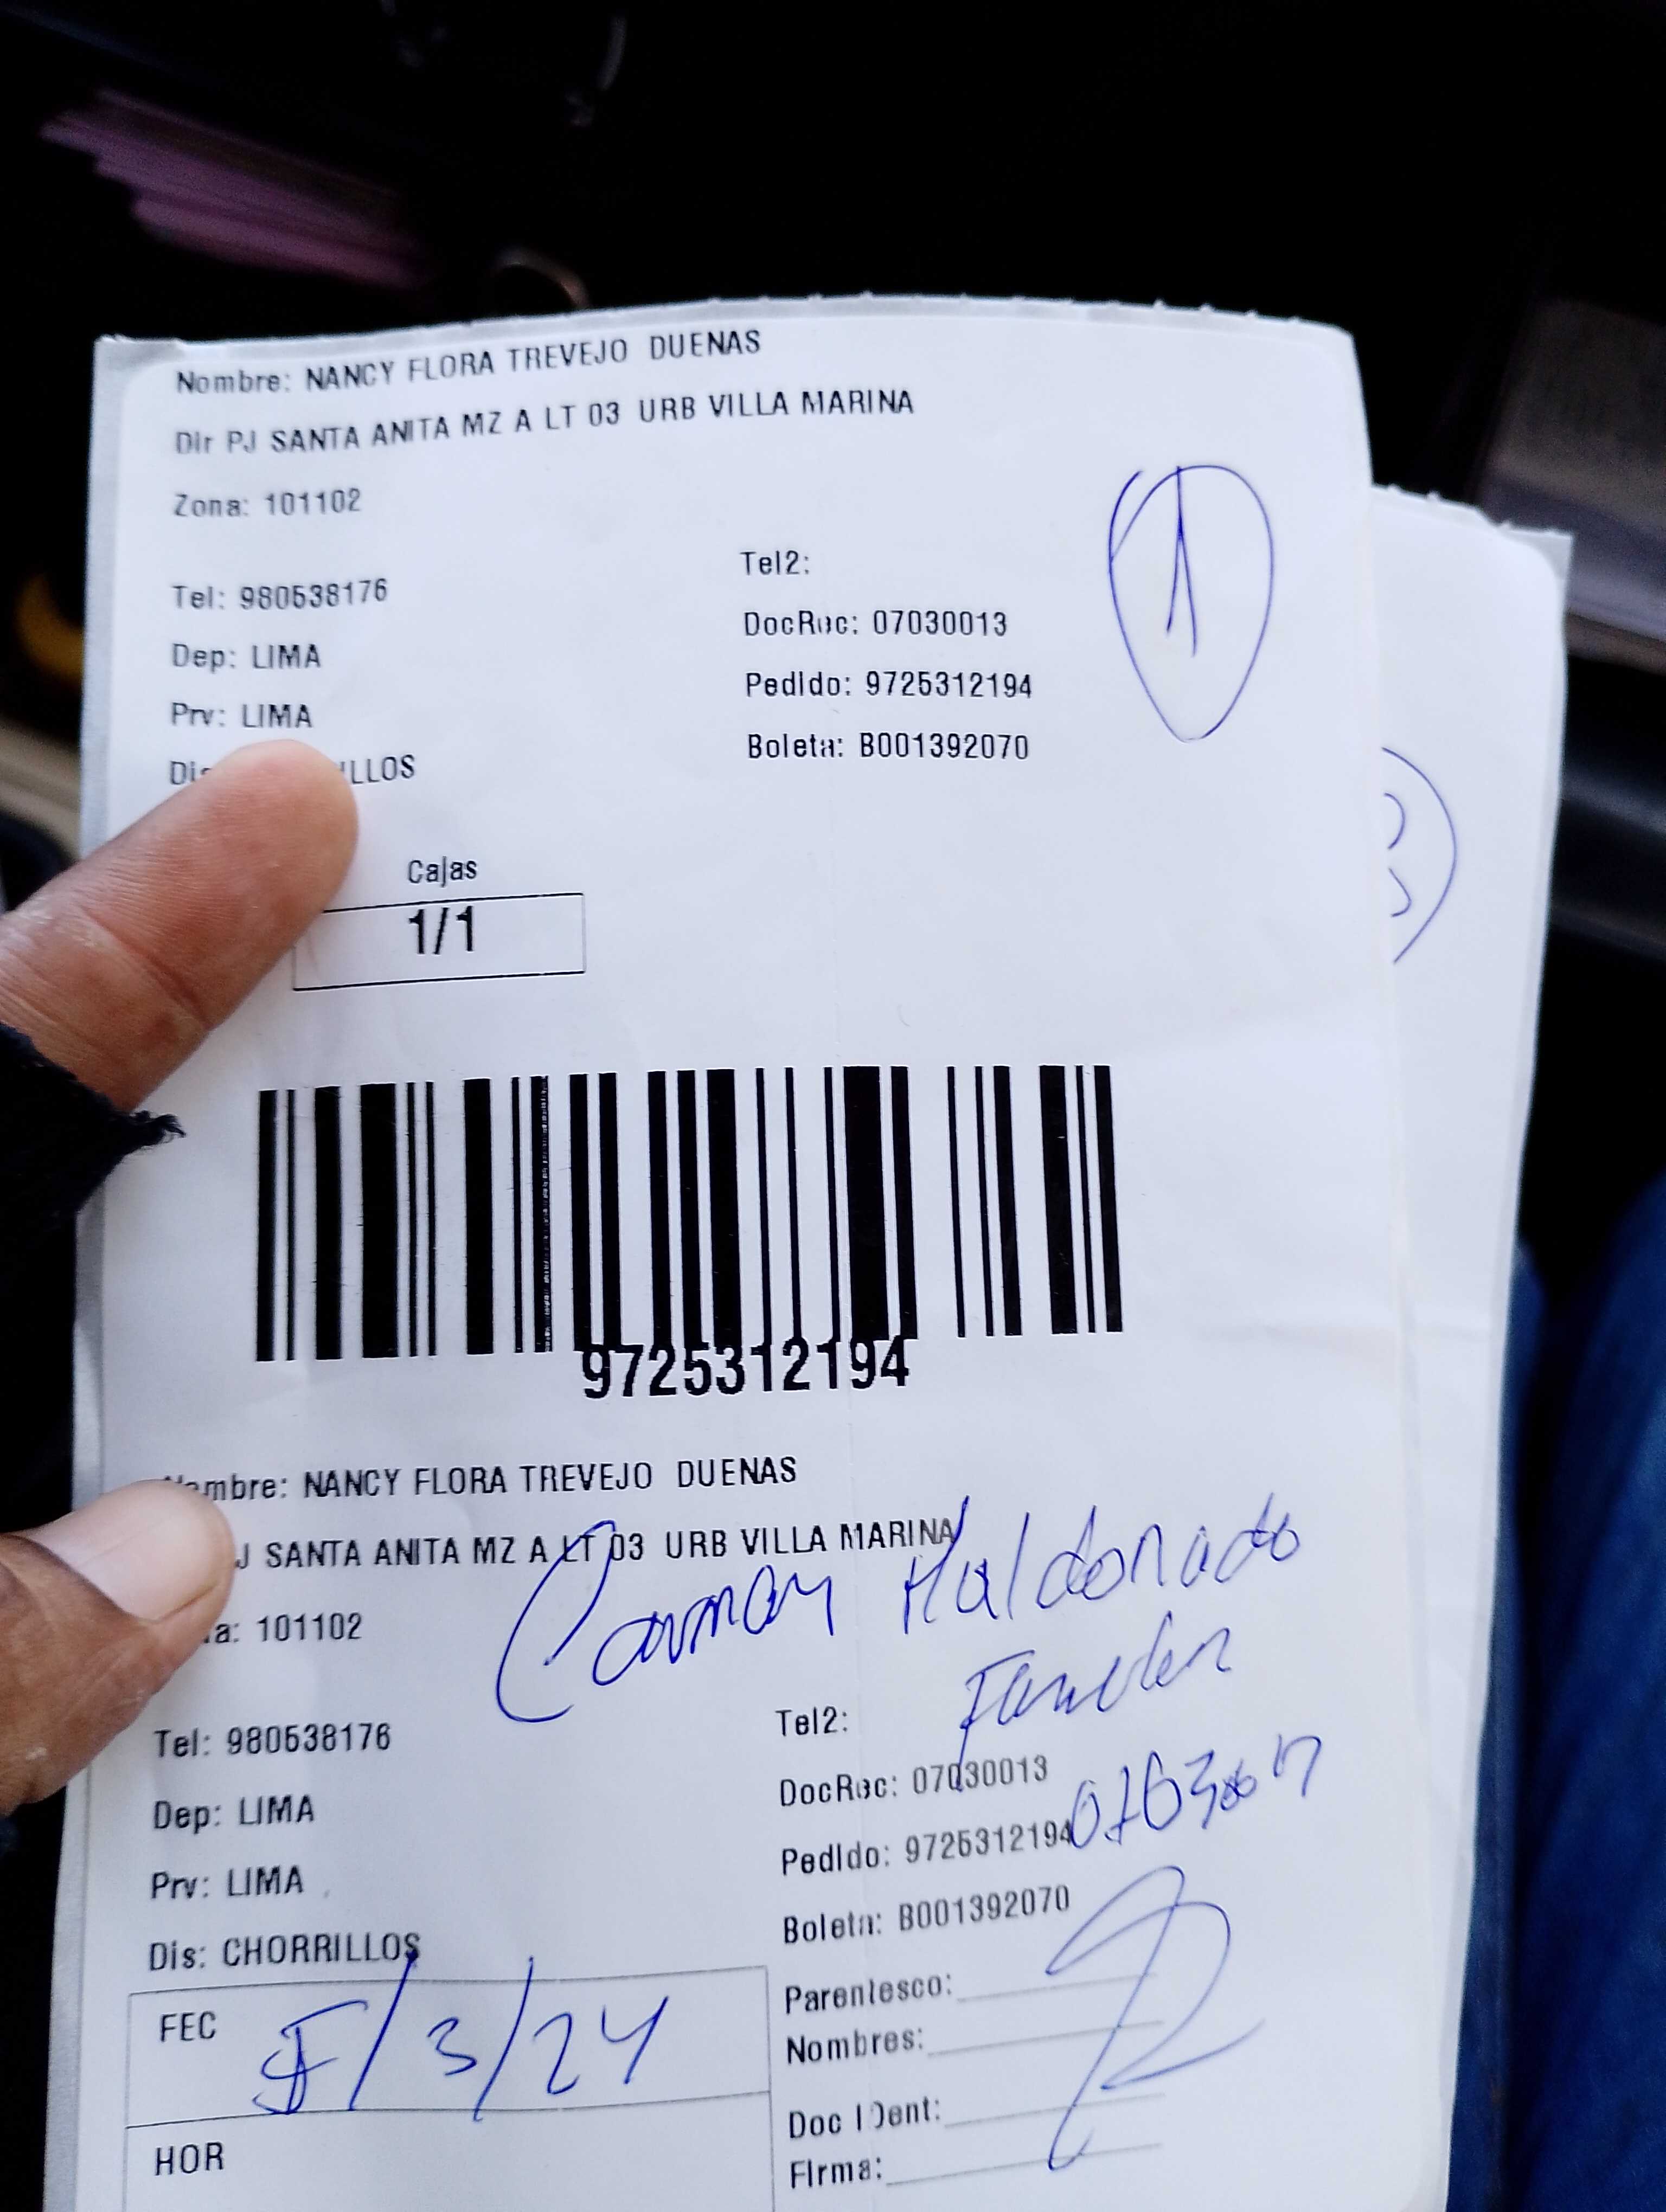 Nombre: NANCY FLORA TREVEJO DUENAS
Dir PJ SANTA ANITA MZ A LT 03 URB VILLA MARINA
Zona: 101102
Tel2:
Tel: 980538176
DocRec: 07030013
Dep: LIMA
Pedido: 9725312194
Prv: LIMA
Boleta: B001392070
LLOS
Cajas
1/1
9725312194
mbre: NANCY FLORA TREVEJO DUENAS
J SANTA ANITA MZ A LT 03 URB VILLA MARINA
Maldonado
a: 101102
Tel2:
Tel: 980538176
DocRec: 07030013
Dep: LIMA
Pedido: 9725312194
Prv: LIMA
Boleta: B001392070
Dis: CHORRILLOS
Parentesco:
FEC
/3/24
Nombres:
Doc IDent:
HOR
Firma: